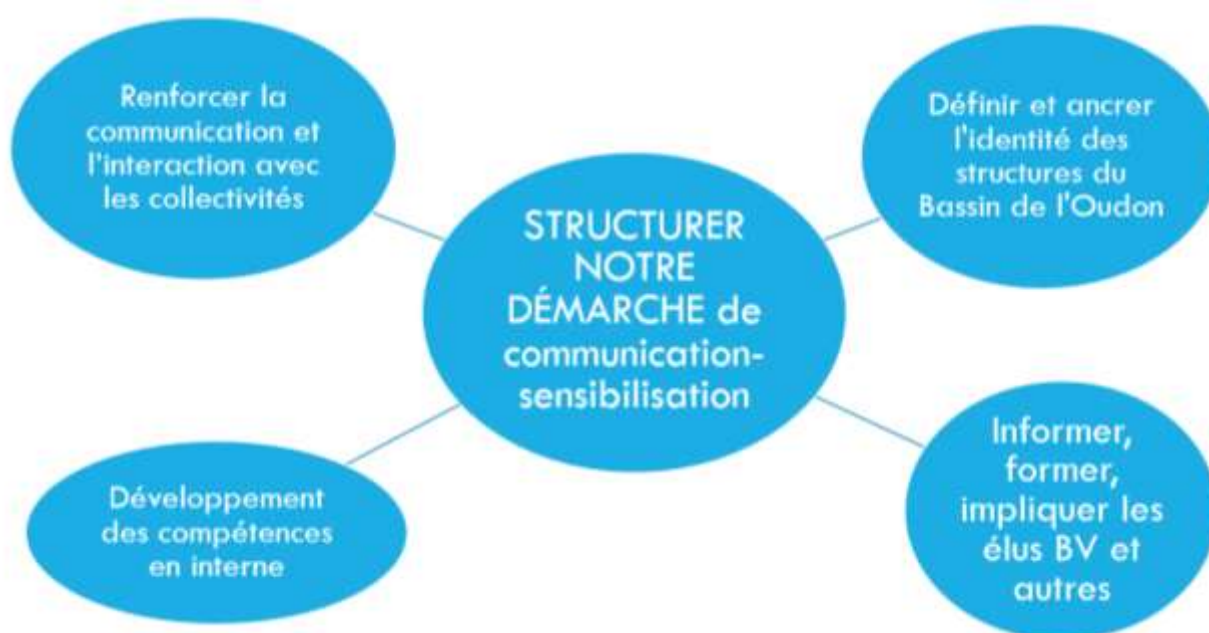 Renforcer la
communication et
l'interaction avec
les collectivités
Définir et ancrer
l'identité des
structures du
Bassin de l'Oudon
STRUCTURER
NOTRE
DÉMARCHE de
communication-
sensibilisation
Développement
des compétences
en interne
Informer,
former,
impliquer les
élus BV et
autres